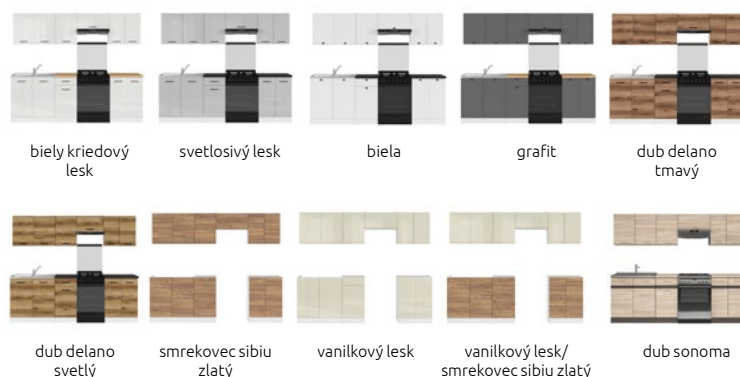 biely kriedový
lesk
svetlosivý lesk
biela
grafit
dub delano
tmavý
dub delano
svetlý
smrekovec sibiu
zlatý
vanilkový lesk
vanilkový lesk/
smrekovec sibiu zlatý
dub sonoma